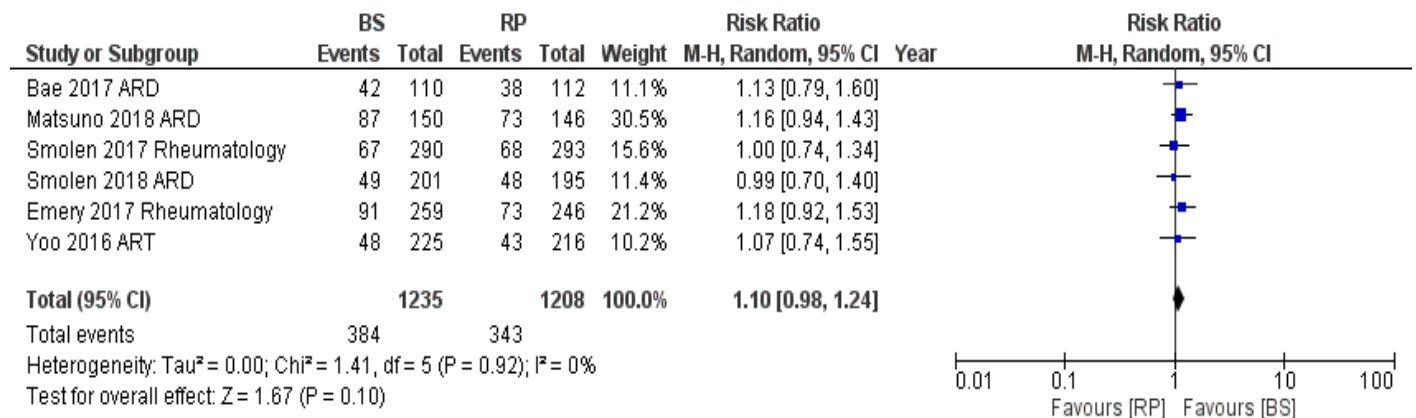 BS RP Risk Ratio Risk Ratio
Study or Subgroup Events Total Events Total Weight M-H, Random, 95% CI Year M-H, Random, 95% CI
Bae 2017 ARD 42 110 38 112 11.1% 1.13 [0.79, 1.60]
Matsuno 2018 ARD 87 150 73 146 30.5% 1.16 [0.94, 1.43]
Smolen 2017 Rheumatology 67 290 68 293 15.6% 1.00 [0.74, 1.34]
Smolen 2018 ARD 49 201 48 195 11.4% 0.99 [0.70, 1.40]
Emery 2017 Rheumatology 91 259 73 246 21.2% 1.18 [0.92, 1.53]
Yoo 2016 ART 48 225 43 216 10.2% 1.07 [0.74, 1.55]
Total (95% CI) 1235 1208 100.0% 1.10 [0.98, 1.24]
Total events 384 343
Heterogeneity: Tau² = 0.00; Chi² = 1.41, df = 5 (P = 0.92); I² = 0%
Test for overall effect: Z = 1.67 (P = 0.10)
0.01 0.1 1 10 100
Favours [RP] Favours [BS]